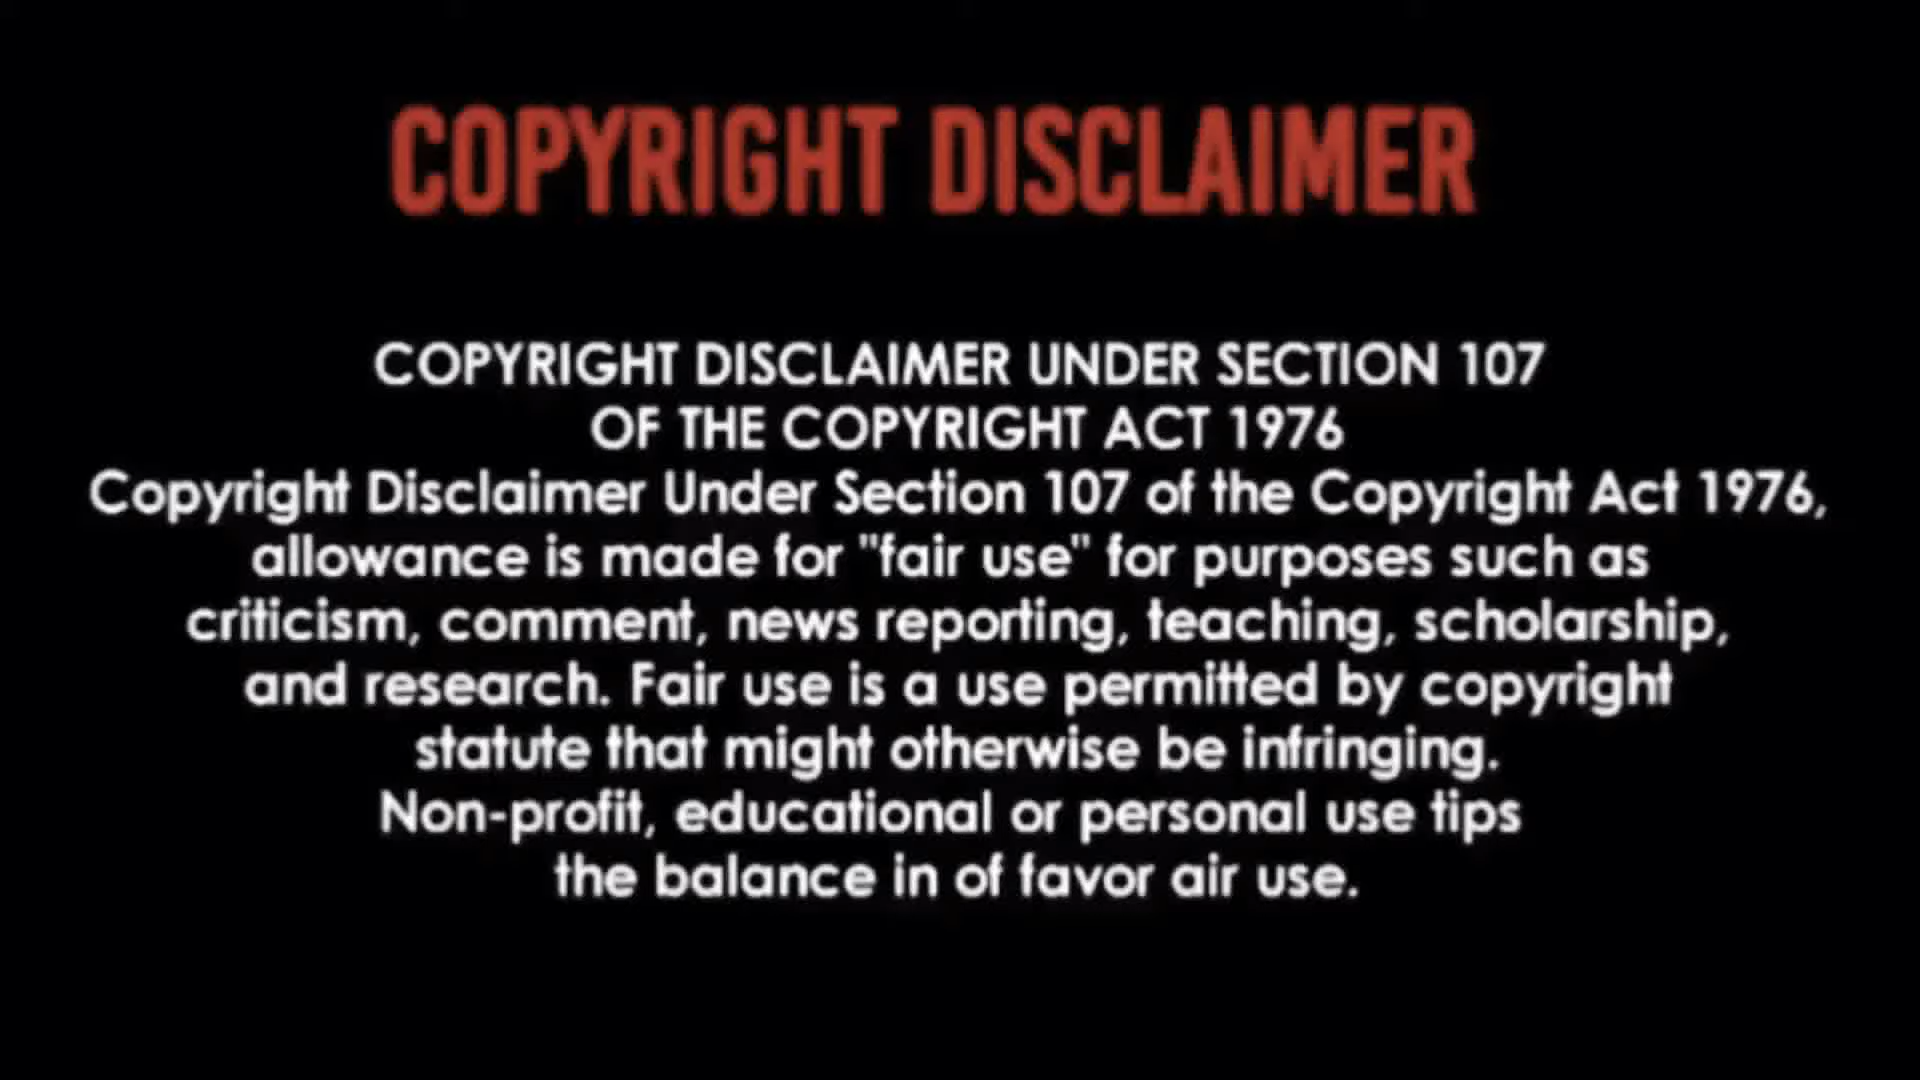 COPYRIGHT DISCLAIMER
COPYRIGHT DISCLAIMER UNDER SECTION 107
OF THE COPYRIGHT ACT 1976
Copyright Disclaimer Under Section 107 of the Copyright Act 1976,
allowance is made for "fair use" for purposes such as
criticism, comment, news reporting, teaching, scholarship,
and research. Fair use is a use permitted by copyright
statute that might otherwise be infringing.
Non-profit, educational or personal use tips
the balance in of favor air use.